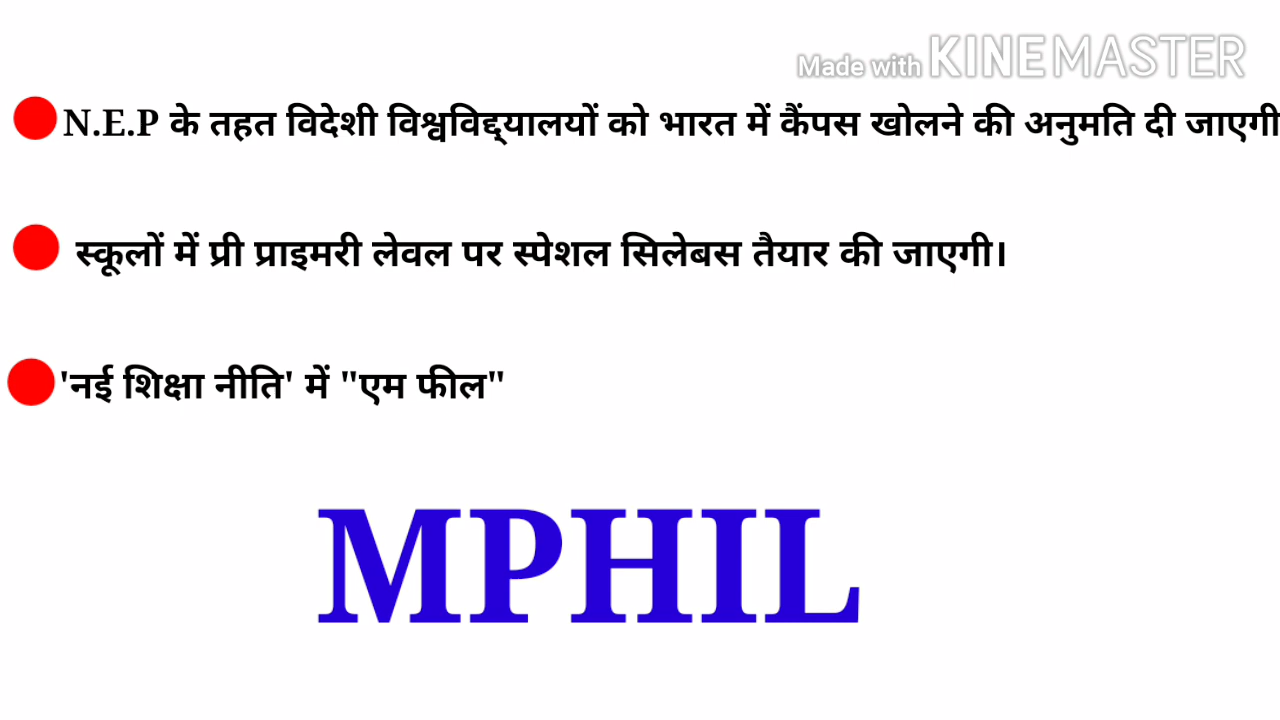 Made with KINEMASTER
N.E.P के तहत विदेशी विश्वविद्द्यालयों को भारत में कैंपस खोलने की अनुमति दी जाएगी
स्कूलों में प्री प्राइमरी लेवल पर स्पेशल सिलेबस तैयार की जाएगी।
'नई शिक्षा नीति' में "एम फील"
MPHIL